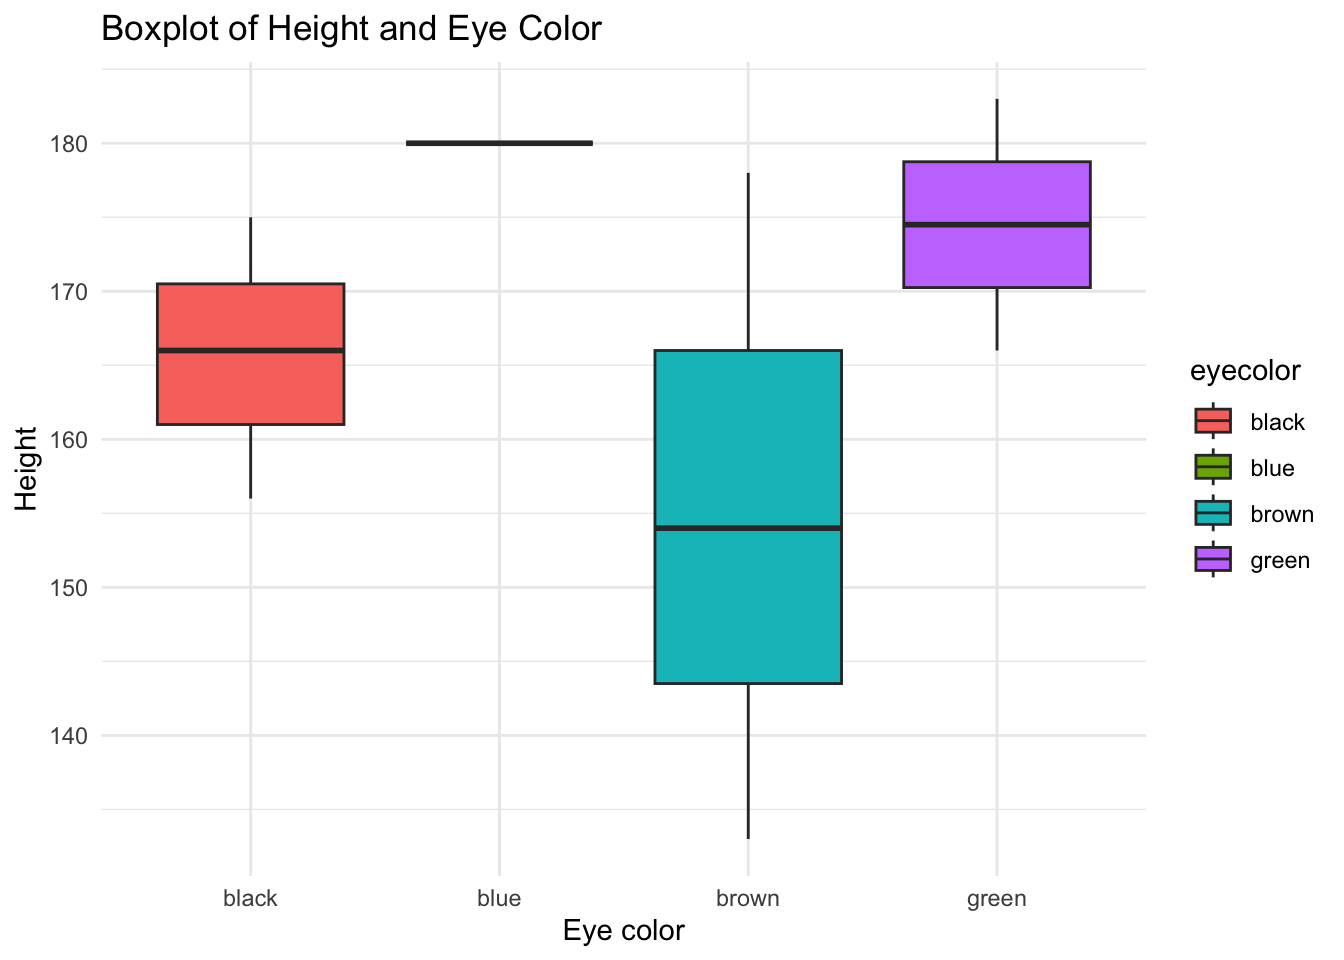 Boxplot of Height and Eye Color
180
170
160
150
140
Height
black
blue
brown
green
Eye color
eyecolor
black
blue
brown
green